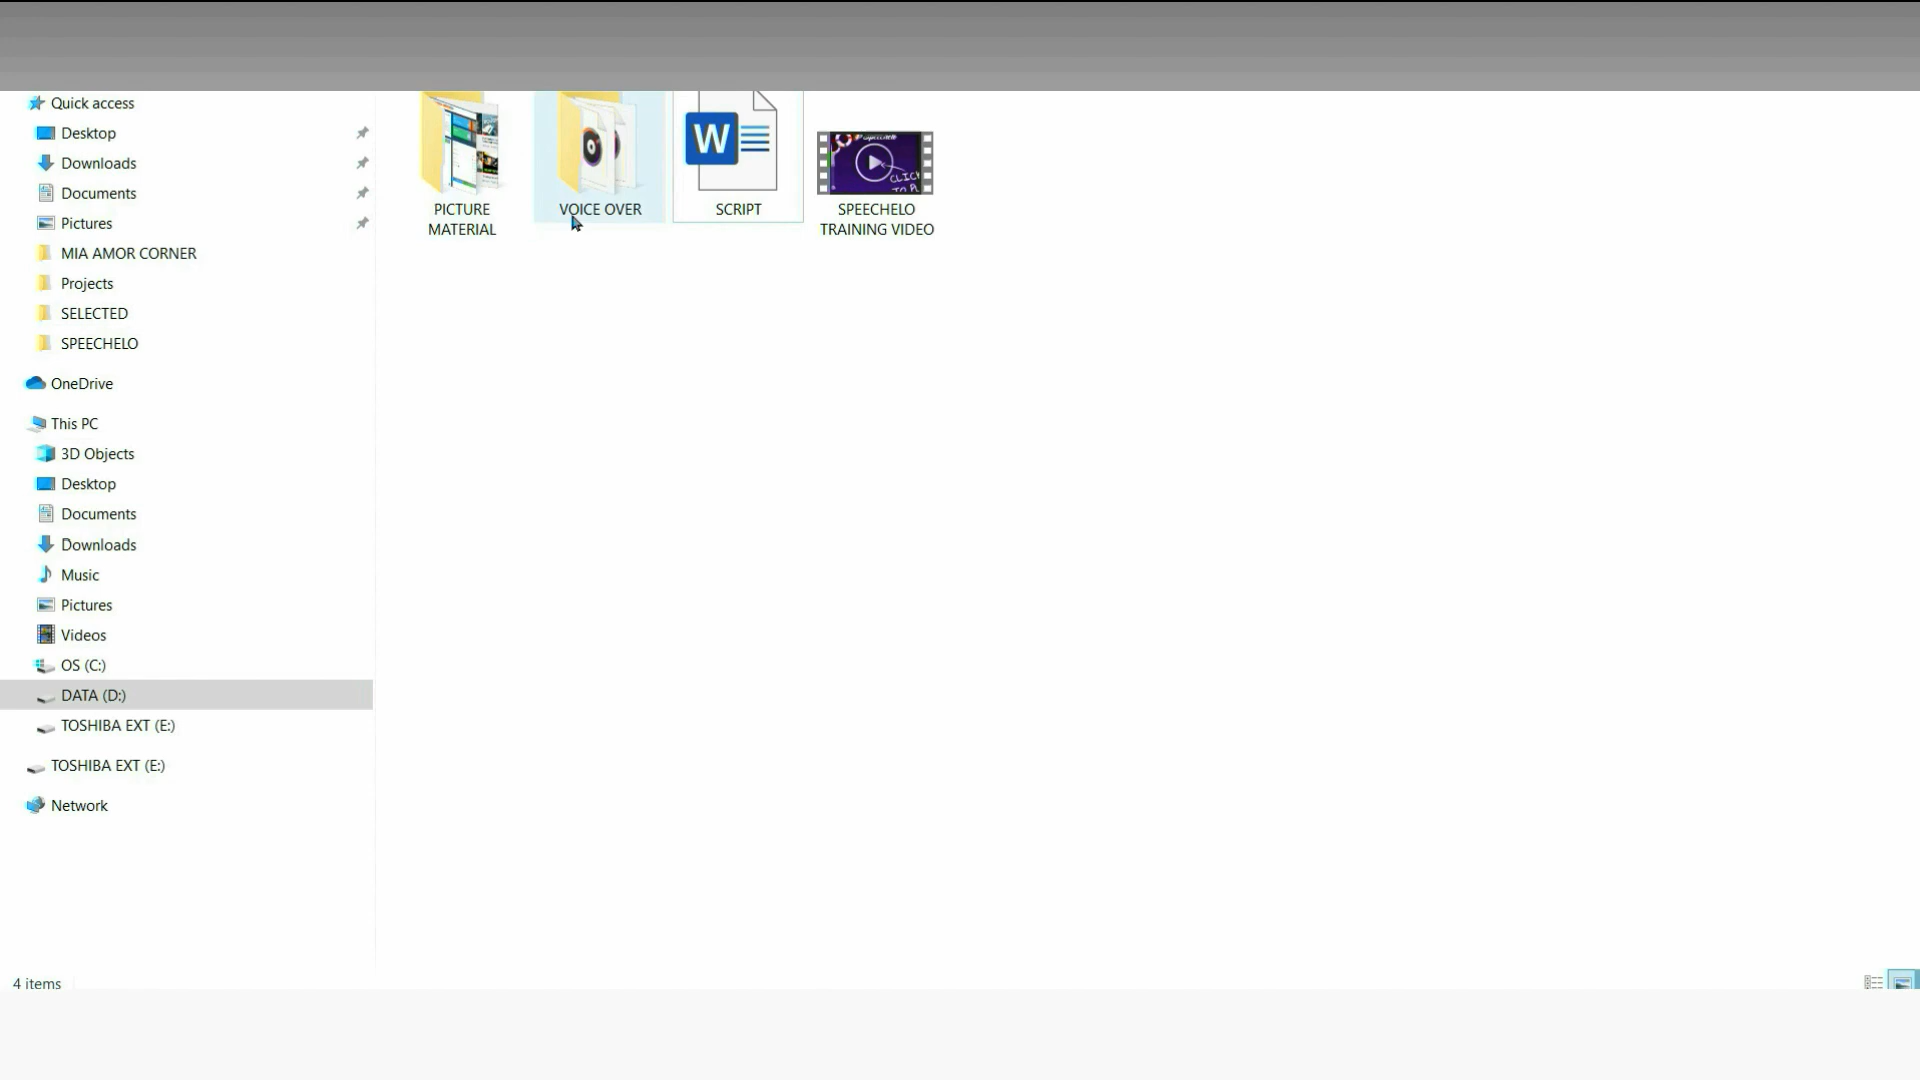 Quick access
Desktop
Downloads
Documents
Pictures
MIA AMOR CORNER
Projects
SELECTED
SPEECHELO
OneDrive
This PC
3D Objects
Desktop
Documents
Downloads
Music
Pictures
Videos
OS (C:)
DATA (D:)
TOSHIBA EXT (E:)
TOSHIBA EXT (E:)
Network
PICTURE
MATERIAL
VOICE OVER
W
SCRIPT
CLICK
SPEECHELO
TRAINING VIDEO
4 items